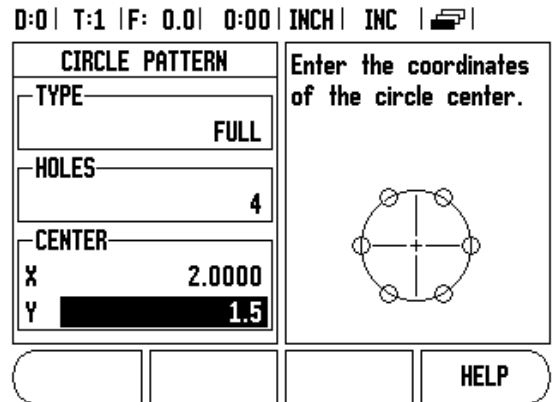 D:0 | T:1 | F: 0.0 | 0:00 | INCH | INC |
CIRCLE PATTERN
TYPE
FULL
HOLES
4
CENTER
X 2.0000
Y 1.5
Enter the coordinates
of the circle center.
HELP